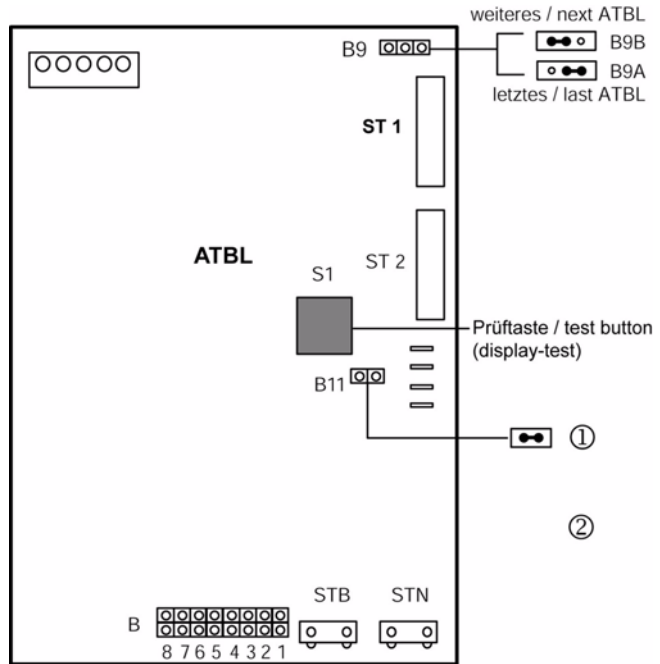 weiteres / next ATBL
B9
B9B
B9A
letztes / last ATBL
ST 1
ATBL
ST 2
S1
Prüftaste / test button
(display-test)
B11
①
②
STB
STN
B
8 7 6 5 4 3 2 1